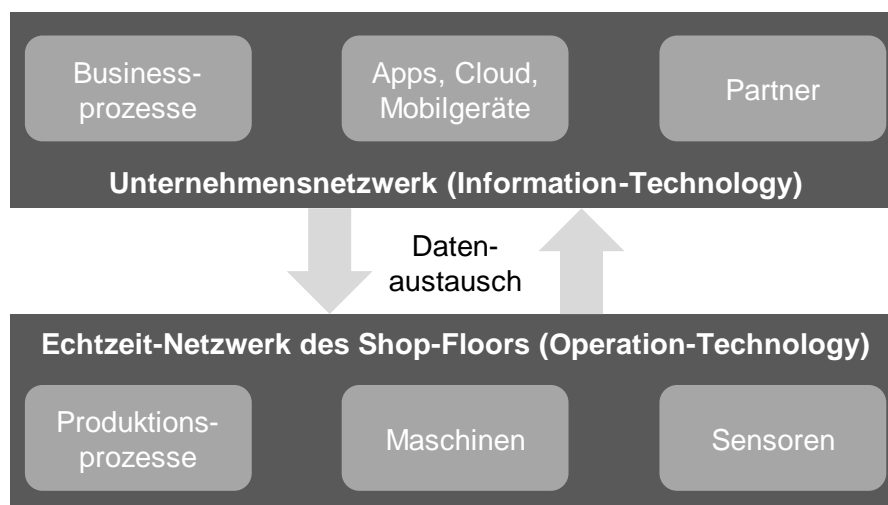 Business-
prozesse
Apps, Cloud,
Mobilgeräte
Partner
Unternehmensnetzwerk (Information-Technology)
Daten-
austausch
Echtzeit-Netzwerk des Shop-Floors (Operation-Technology)
Produktions-
prozesse
Maschinen
Sensoren